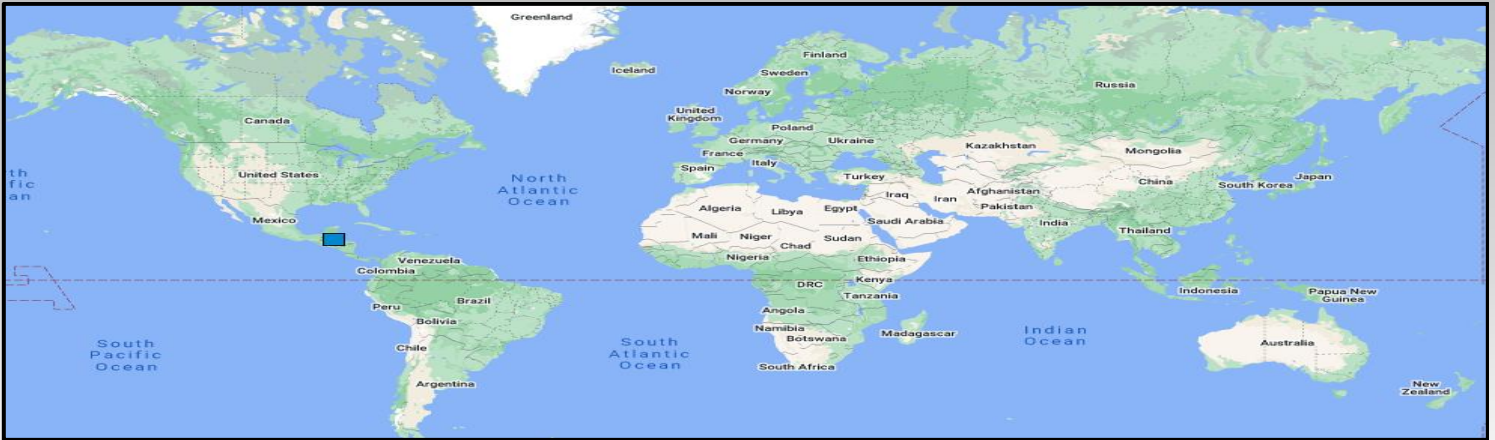 Greenland
Iceland
Finland
Sweden
Norway
Russia
United
Kingdom
Canada
Poland
Germany
Ukraine
France
Kazakhstan
Mongolia
Spain
Italy
United States
North
Atlantic
Ocean
th
fic
an
Turkey
China
South Korea
Japan
Iraq
Iran
Afghanistan
Pakistan
Mexico
Algeria
Libya
Egypt
Saudi Arabia
India
Thailand
Mali
Niger
Chad
Sudan
Venezuela
Colombia
Nigeria
Ethiopia
DRC
Kenya
Tanzania
Indonesia
Papua New
Guinea
Peru
Brazil
Bolivia
Angola
Namibia
Botswana
Madagascar
South
Pacific
Ocean
Chile
South
Atlantic
Ocean
Indian
Ocean
Australia
South Africa
Argentina
New
Zealand